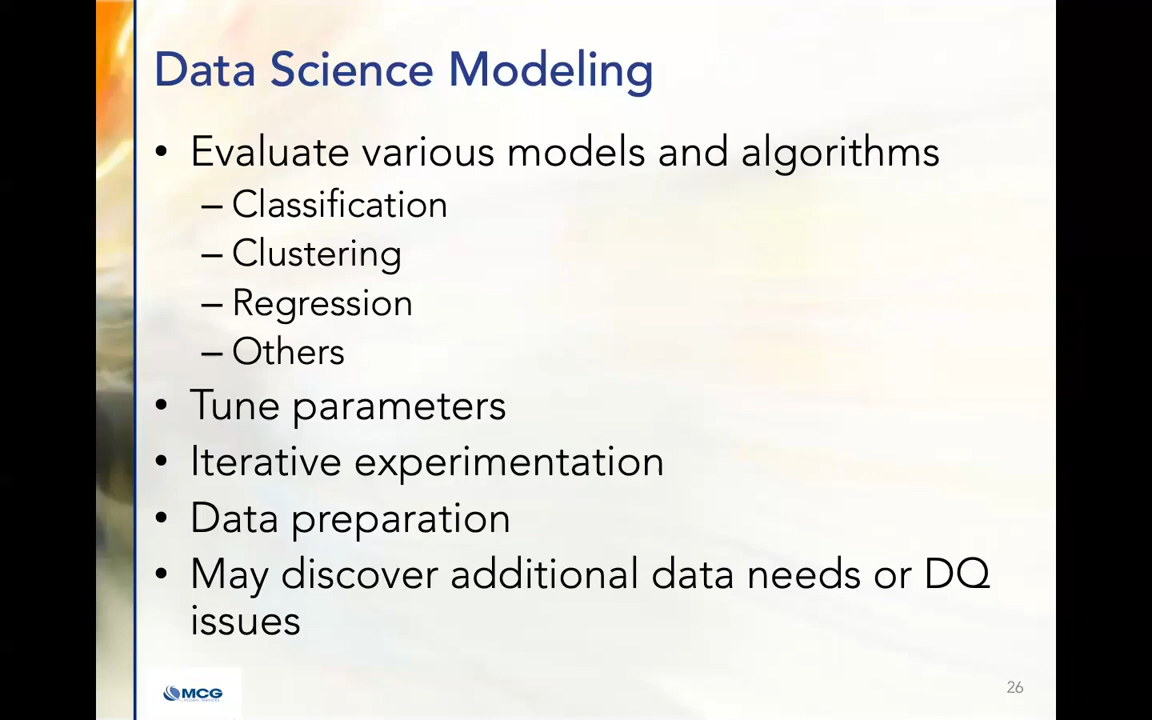 Data Science Modeling
• Evaluate various models and algorithms
– Classification
– Clustering
– Regression
– Others
• Tune parameters
• Iterative experimentation
• Data preparation
• May discover additional data needs or DQ
issues
MCG
26